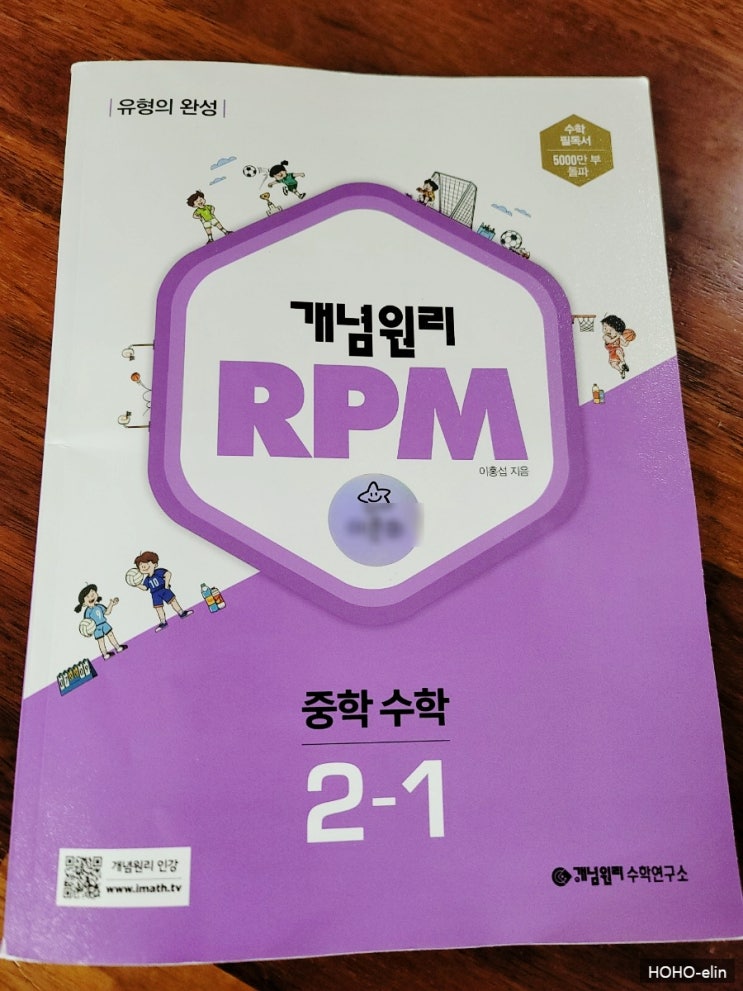 유형의 완성
수학
필독서
5000만 부
돌파
개념원리
RPM
이홍섭 지음
10
중학 수학
2-1
개념원리 인강
www.imath.tv
개념원리 수학연구소
HOHO-elin